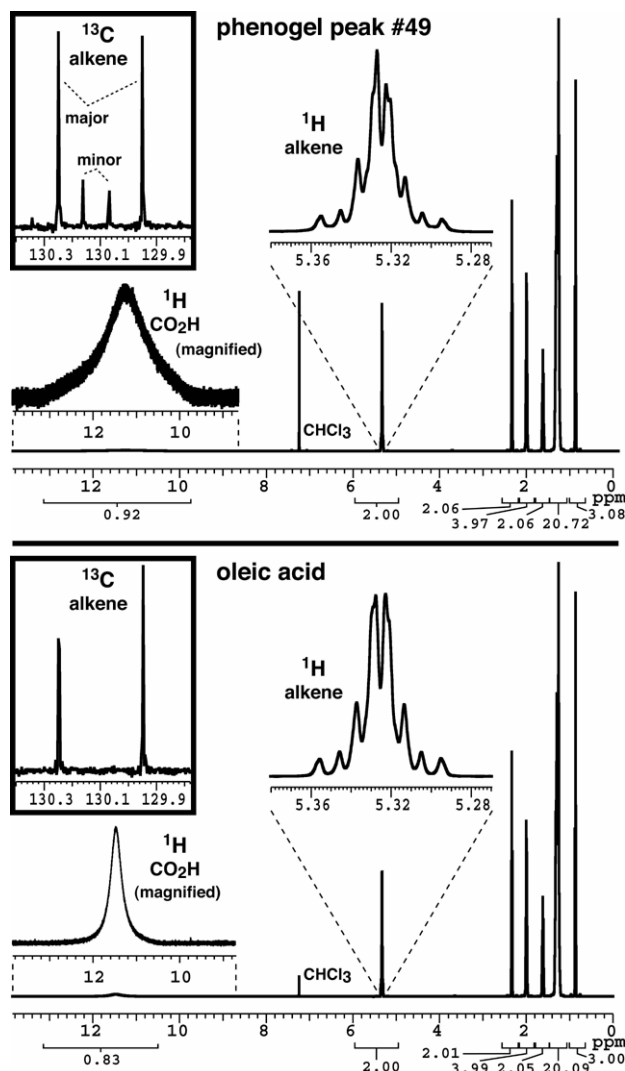 phenogel peak #49
13C
alkene
major
minor
130.3 130.1 129.9
1H
alkene
5.36 5.32 5.28
1H
CO2H
(magnified)
12 10
CHCl3
12 10 8 6 4 2 0
ppm
0.92
2.00
2.06
3.97
2.06
20.72
3.08
oleic acid
13C
alkene
130.3 130.1 129.9
1H
alkene
5.36 5.32 5.28
1H
CO2H
(magnified)
12 10
CHCl3
12 10 8 6 4 2 0
ppm
0.83
2.00
2.01
3.99
2.05
20.09
3.00